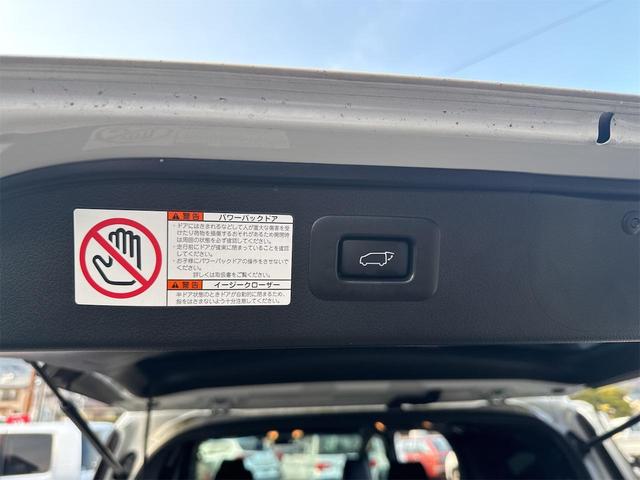 警告 パワーバックドア
・ドアにはさまれるなどして人が重大な傷害を受
けたり荷物を損傷するおそれがあるため開閉時
は周囲の状態を必ず確認してください。
・走行前にドアが確実に閉まっていることを確認
してください。
・お子様にパワーバックドアの操作をさせないで
ください。
詳しくは取扱書をご覧ください。
警告 イージークローザー
半ドア状態のときドアが自動的に閉まるため、
指をはさまないよう十分注意してください。